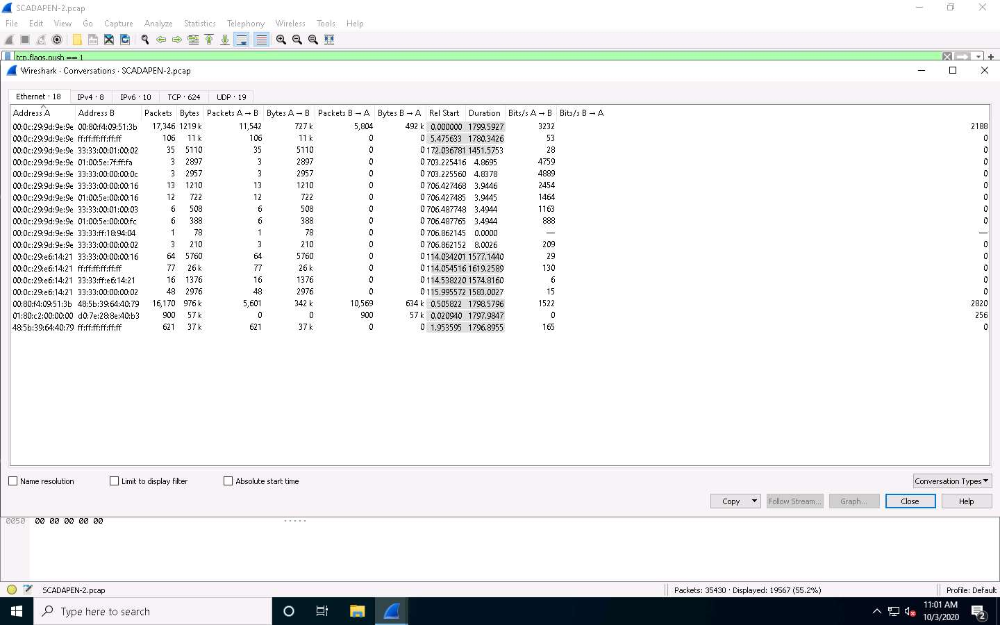 SCADAPEN-2.pcap
File Edit View Go Capture Analyze Statistics Telephony Wireless Tools Help
tcp.flags.push == 1
Wireshark · Conversations · SCADAPEN-2.pcap
Ethernet · 18 IPv4 · 8 IPv6 · 10 TCP · 624 UDP · 19
Address A Address B Packets Bytes Packets A → B Bytes A → B Packets B → A Bytes B → A Rel Start Duration Bits/s A → B Bits/s B → A
00:0c:29:9d:9e:9e 00:80:f4:09:51:3b 17,346 1219 k 11,542 727 k 5,804 492 k 0.000000 1799.5927 3232 2188
00:0c:29:9d:9e:9e ff:ff:ff:ff:ff:ff 106 11 k 106 11 k 0 0 5.475633 1780.3426 53 0
00:0c:29:9d:9e:9e 33:33:00:01:00:02 35 5110 35 5110 0 0 172.036781 1451.5753 28 0
00:0c:29:9d:9e:9e 01:00:5e:7f:ff:fa 3 2897 3 2897 0 0 703.225416 4.8695 4759 0
00:0c:29:9d:9e:9e 33:33:00:00:00:0c 3 2957 3 2957 0 0 703.225560 4.8378 4889 0
00:0c:29:9d:9e:9e 33:33:00:00:00:16 13 1210 13 1210 0 0 706.427468 3.9446 2454 0
00:0c:29:9d:9e:9e 01:00:5e:00:00:16 12 722 12 722 0 0 706.427485 3.9445 1464 0
00:0c:29:9d:9e:9e 33:33:00:01:00:03 6 508 6 508 0 0 706.487748 3.4944 1163 0
00:0c:29:9d:9e:9e 01:00:5e:00:00:fc 6 388 6 388 0 0 706.487765 3.4944 888 0
00:0c:29:9d:9e:9e 33:33:ff:18:94:04 1 78 1 78 0 0 706.862145 0.0000 — —
00:0c:29:9d:9e:9e 33:33:00:00:00:02 3 210 3 210 0 0 706.862152 8.0026 209 0
00:0c:29:e6:14:21 33:33:00:00:00:16 64 5760 64 5760 0 0 114.034201 1577.1440 29 0
00:0c:29:e6:14:21 ff:ff:ff:ff:ff:ff 77 26 k 77 26 k 0 0 114.054516 1619.2589 130 0
00:0c:29:e6:14:21 33:33:ff:e6:14:21 16 1376 16 1376 0 0 114.538220 1574.8160 6 0
00:0c:29:e6:14:21 33:33:00:00:00:02 48 2976 48 2976 0 0 115.995572 1583.0027 15 0
00:80:f4:09:51:3b 48:5b:39:64:40:79 16,170 976 k 5,601 342 k 10,569 634 k 0.505822 1798.5796 1522 2820
01:80:c2:00:00:00 d0:7e:28:8e:40:b3 900 57 k 0 0 900 57 k 0.020940 1797.9847 0 256
48:5b:39:64:40:79 ff:ff:ff:ff:ff:ff 621 37 k 621 37 k 0 0 1.953595 1796.8955 165 0
Name resolution Limit to display filter Absolute start time Conversation Types
Copy Follow Stream... Graph... Close Help
0050 00 00 00 00 00 ·····
SCADAPEN-2.pcap Packets: 35430 · Displayed: 19567 (55.2%) Profile: Default
Type here to search
11:01 AM
10/3/2020
2